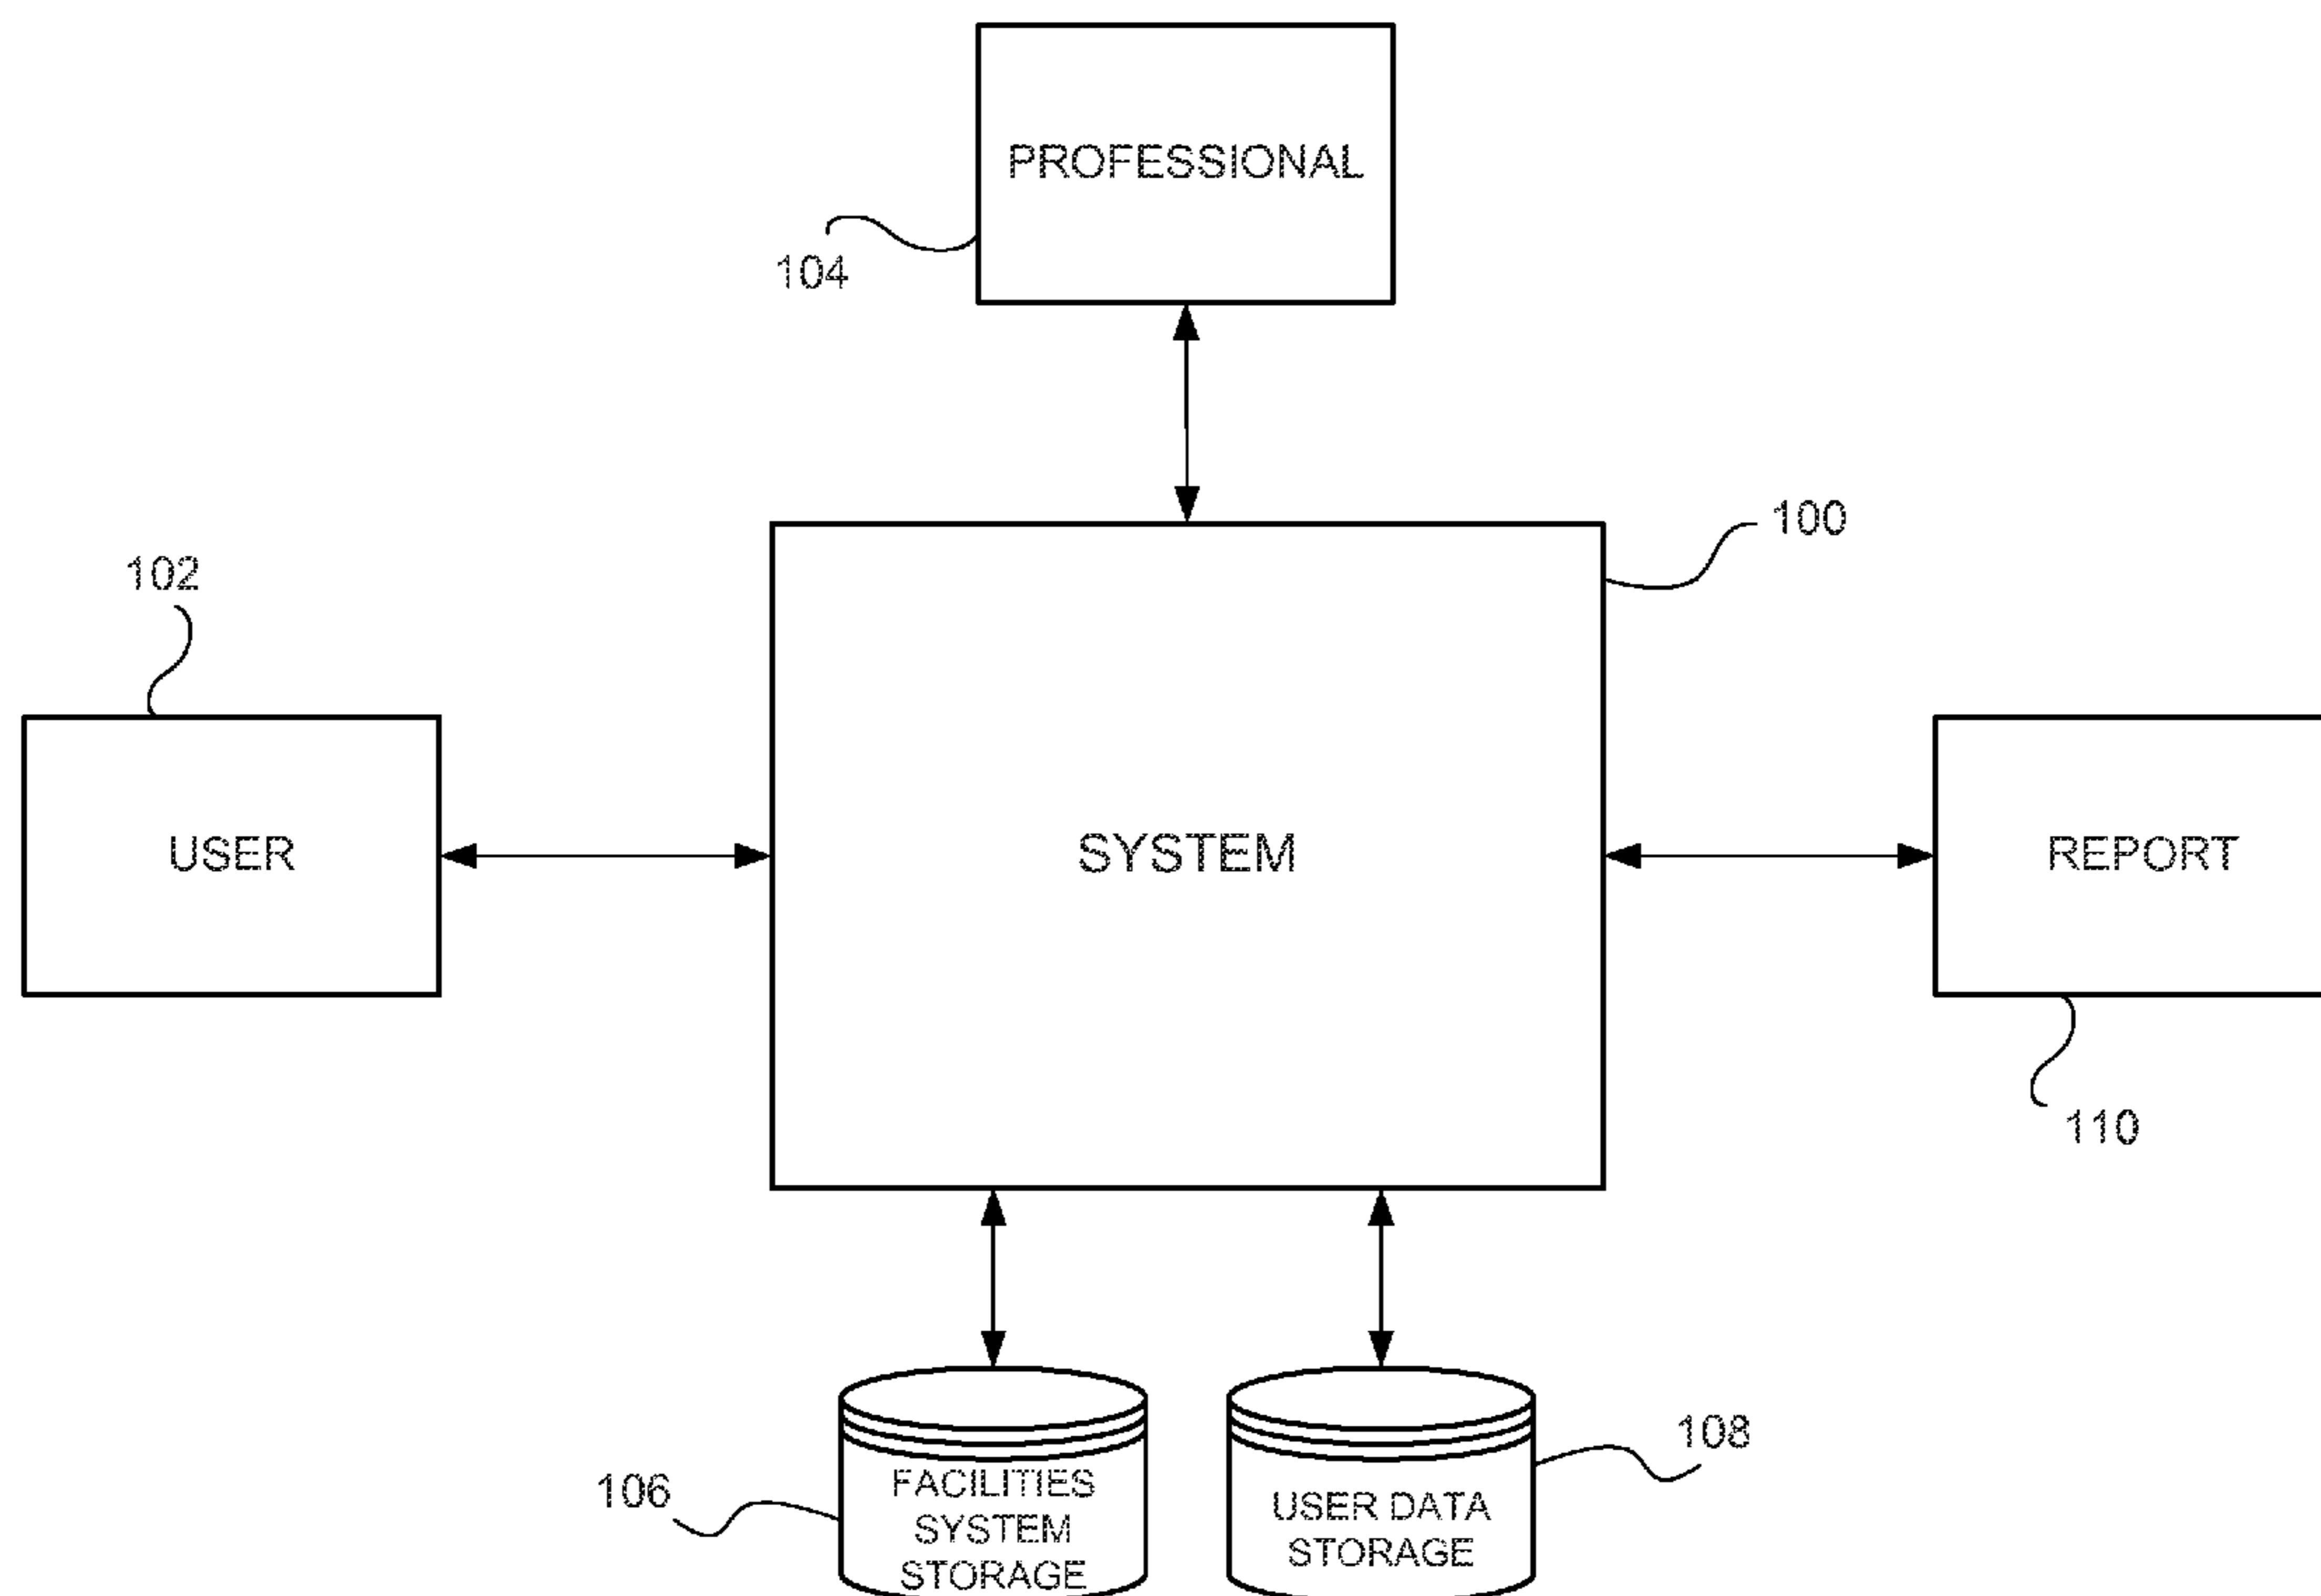 PROFESSIONAL
104
100
102
USER
SYSTEM
REPORT
110
106
FACILITIES
SYSTEM
STORAGE
USER DATA
STORAGE
108